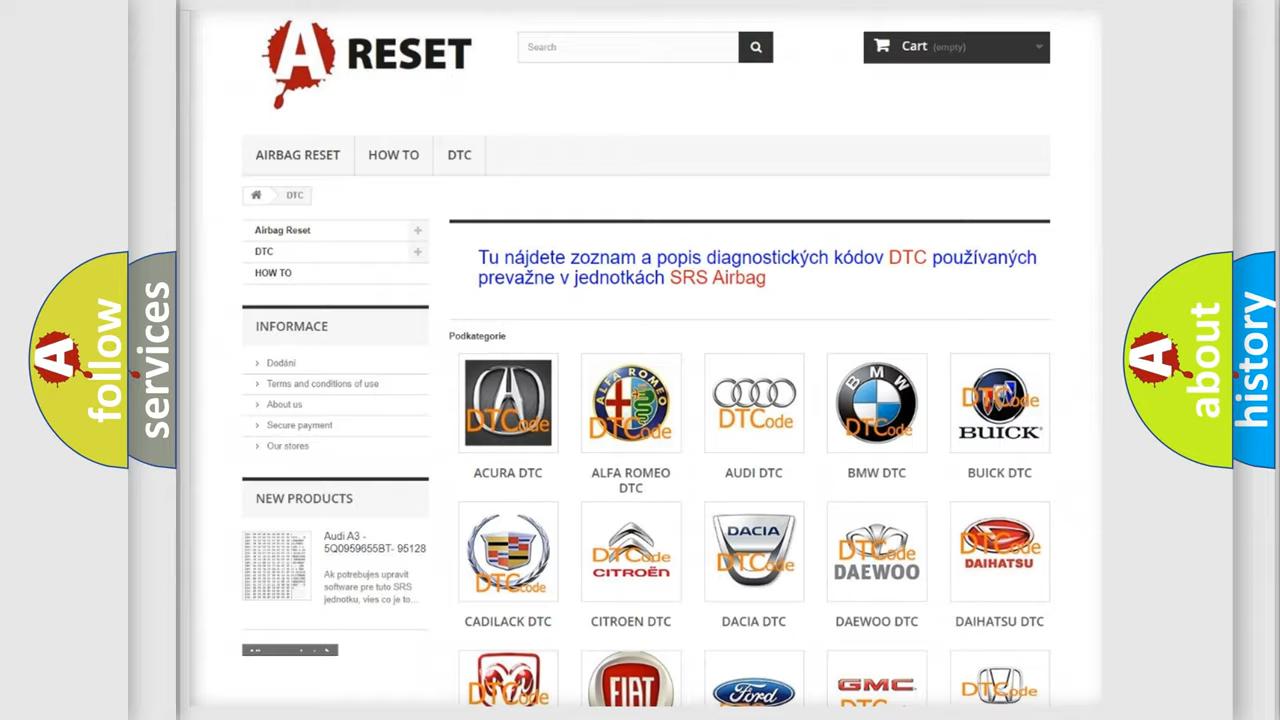 A RESET
Search
Cart (empty)
AIRBAG RESET
HOW TO
DTC
DTC
Airbag Reset
DTC
HOW TO
INFORMACE
Dodání
Terms and conditions of use
About us
Secure payment
Our stores
NEW PRODUCTS
Audi A3 -
5Q0959655BT- 95128
Ak potrebujes upravit
software pre tuto SRS
jednotku, vies co je to...
Tu nájdete zoznam a popis diagnostických kódov DTC používaných
prevažne v jednotkách SRS Airbag
Podkategorie
DTCode
ALFA ROMEO
DTCode
DTCode
BMW
DTCode
DTCode
BUICK
ACURA DTC
ALFA ROMEO
DTC
AUDI DTC
BMW DTC
BUICK DTC
DTCode
DTCode
CITROËN
DACIA
DTCode
DTCode
DAEWOO
DTCode
DAIHATSU
CADILACK DTC
CITROEN DTC
DACIA DTC
DAEWOO DTC
DAIHATSU DTC
DTCode
FIAT
Ford
GMC
DTCode
A follow
services
A about
history